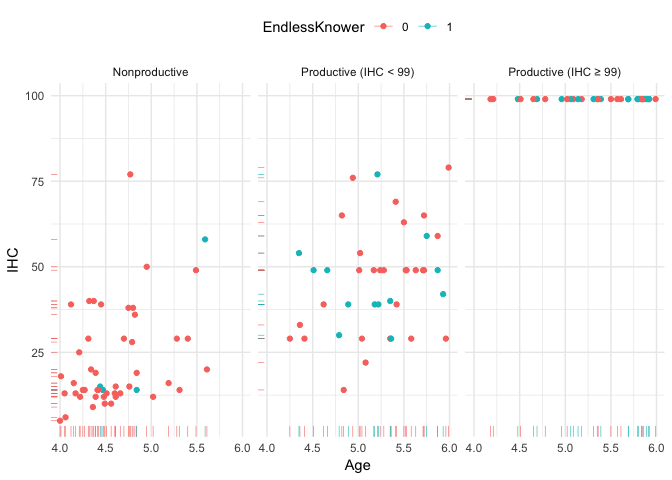 EndlessKnower 0 1
Nonproductive Productive (IHC < 99) Productive (IHC ≥ 99)
100
75
50
25
IHC
4.0 4.5 5.0 5.5 6.0 4.0 4.5 5.0 5.5 6.0 4.0 4.5 5.0 5.5 6.0
Age